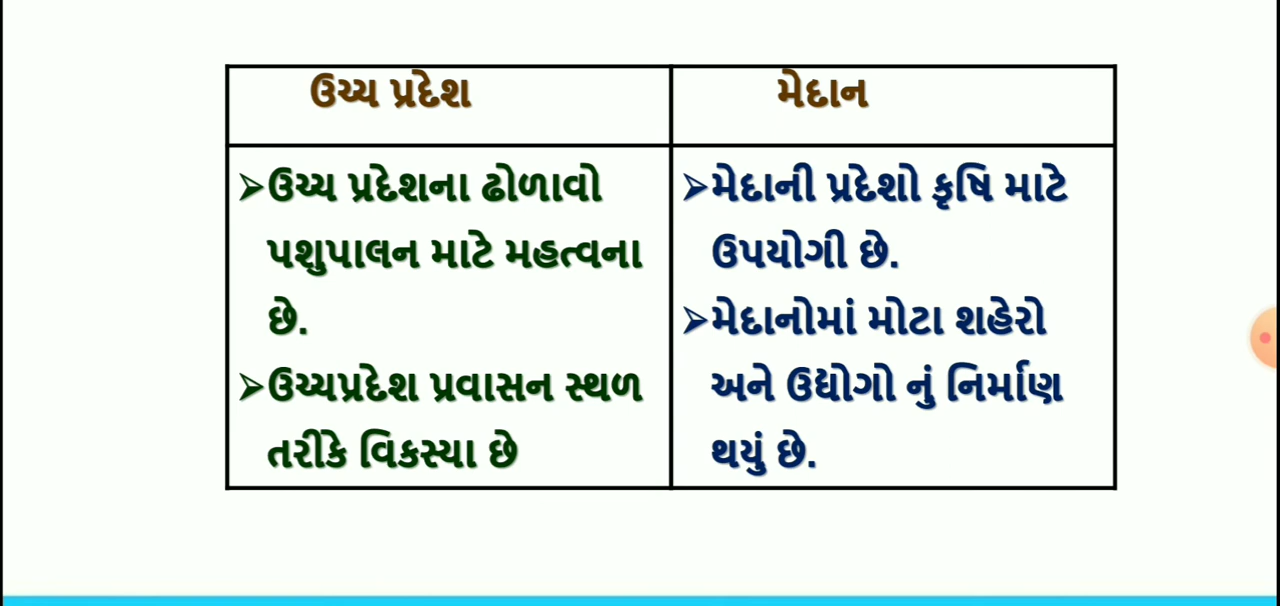 ઉચ્ચ પ્રદેશ
મેદાન
➢ઉચ્ચ પ્રદેશના ઢોળાવો
પશુપાલન માટે મહત્વના
છે.
➢ઉચ્ચપ્રદેશ પ્રવાસન સ્થળ
તરીકે વિકસ્યા છે
➢મેદાની પ્રદેશો કૃષિ માટે
ઉપયોગી છે.
➢મેદાનોમાં મોટા શહેરો
અને ઉદ્યોગો નું નિર્માણ
થયું છે.